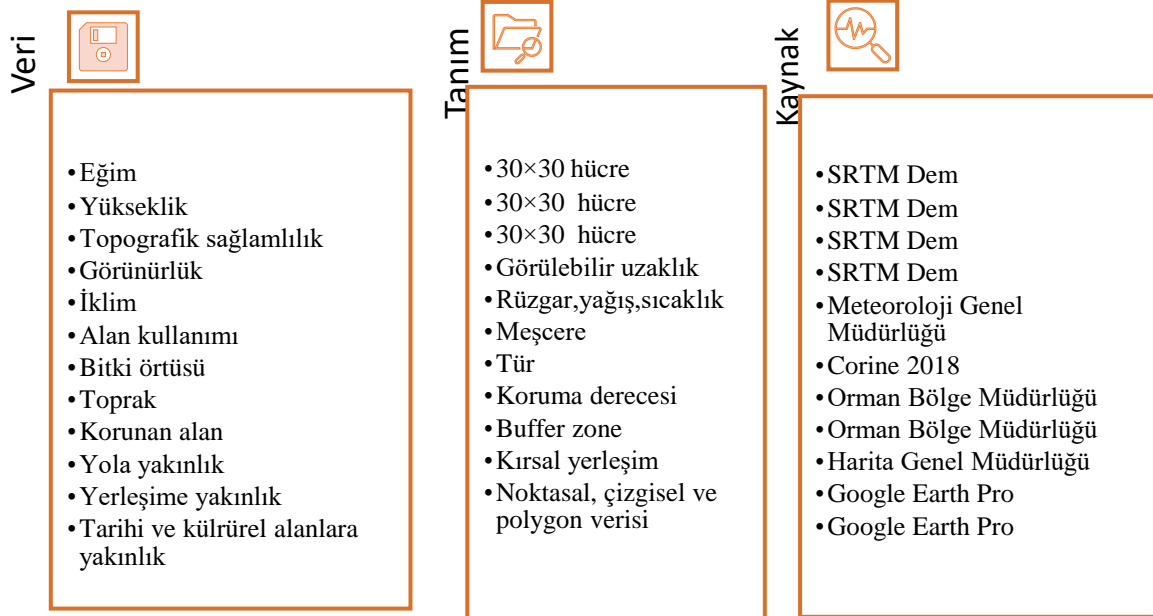 Veri
• Eğim
• Yükseklik
• Topografik sağlamlılık
• Görünürlük
• İklim
• Alan kullanımı
• Bitki örtüsü
• Toprak
• Korunan alan
• Yola yakınlık
• Yerleşime yakınlık
• Tarihi ve külrürel alanlara
yakınlık
Tanım
• 30×30 hücre
• 30×30 hücre
• 30×30 hücre
• Görülebilir uzaklık
• Rüzgar,yağış,sıcaklık
• Meşcere
• Tür
• Koruma derecesi
• Buffer zone
• Kırsal yerleşim
• Noktasal, çizgisel ve
polygon verisi
Kaynak
• SRTM Dem
• SRTM Dem
• SRTM Dem
• SRTM Dem
• Meteoroloji Genel
Müdürlüğü
• Corine 2018
• Orman Bölge Müdürlüğü
• Orman Bölge Müdürlüğü
• Harita Genel Müdürlüğü
• Google Earth Pro
• Google Earth Pro